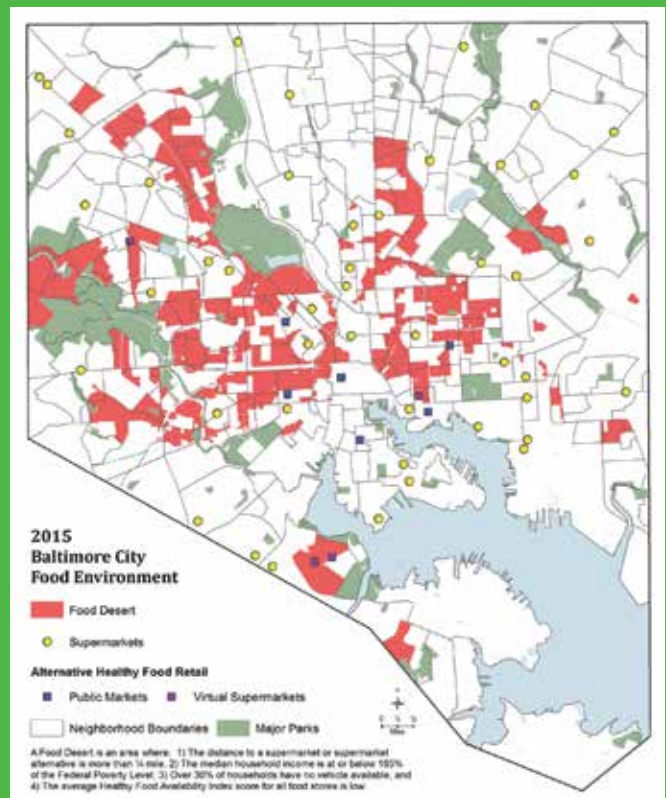 2015
Baltimore City
Food Environment
Food Desert
Supermarkets
Alternative Healthy Food Retail
Public Markets Virtual Supermarkets
Neighborhood Boundaries Major Parks
Miles
A Food Desert is an area where: 1) The distance to a supermarket or supermarket
alternative is more than ¼ mile, 2) The median household income is at or below 185%
of the Federal Poverty Level, 3) Over 30% of households have no vehicle available, and
4) The average Healthy Food Availability Index score for all food stores is low.